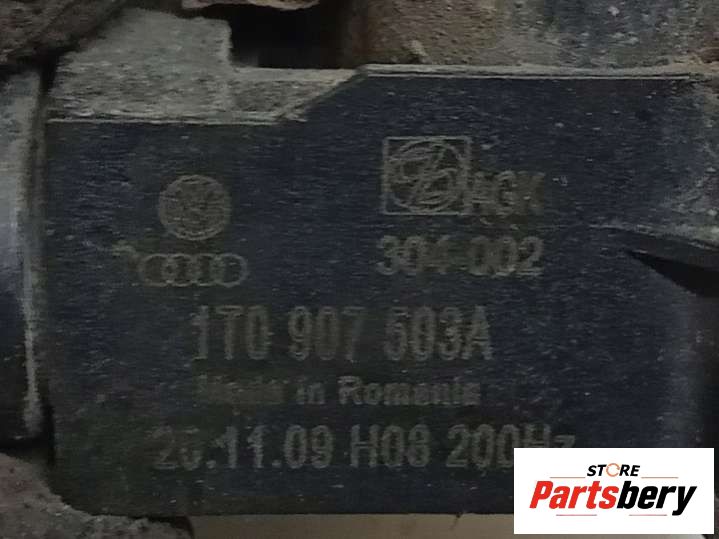 AGK
304-002
1T0 907 503A
Made in Romania
26.11.09 H08 200Hz
STORE
Partsbery